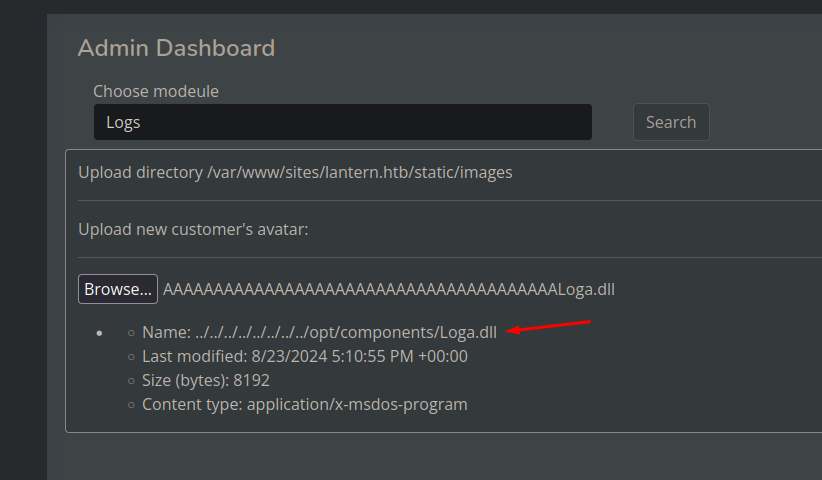 Admin Dashboard
Choose modeule
Logs
Search
Upload directory /var/www/sites/lantern.htb/static/images
Upload new customer's avatar:
Browse... AAAAAAAAAAAAAAAAAAAAAAAAAAAAAAAAAAAAAAALoga.dll
Name: ../../../../../../../../opt/components/Loga.dll
Last modified: 8/23/2024 5:10:55 PM +00:00
Size (bytes): 8192
Content type: application/x-msdos-program